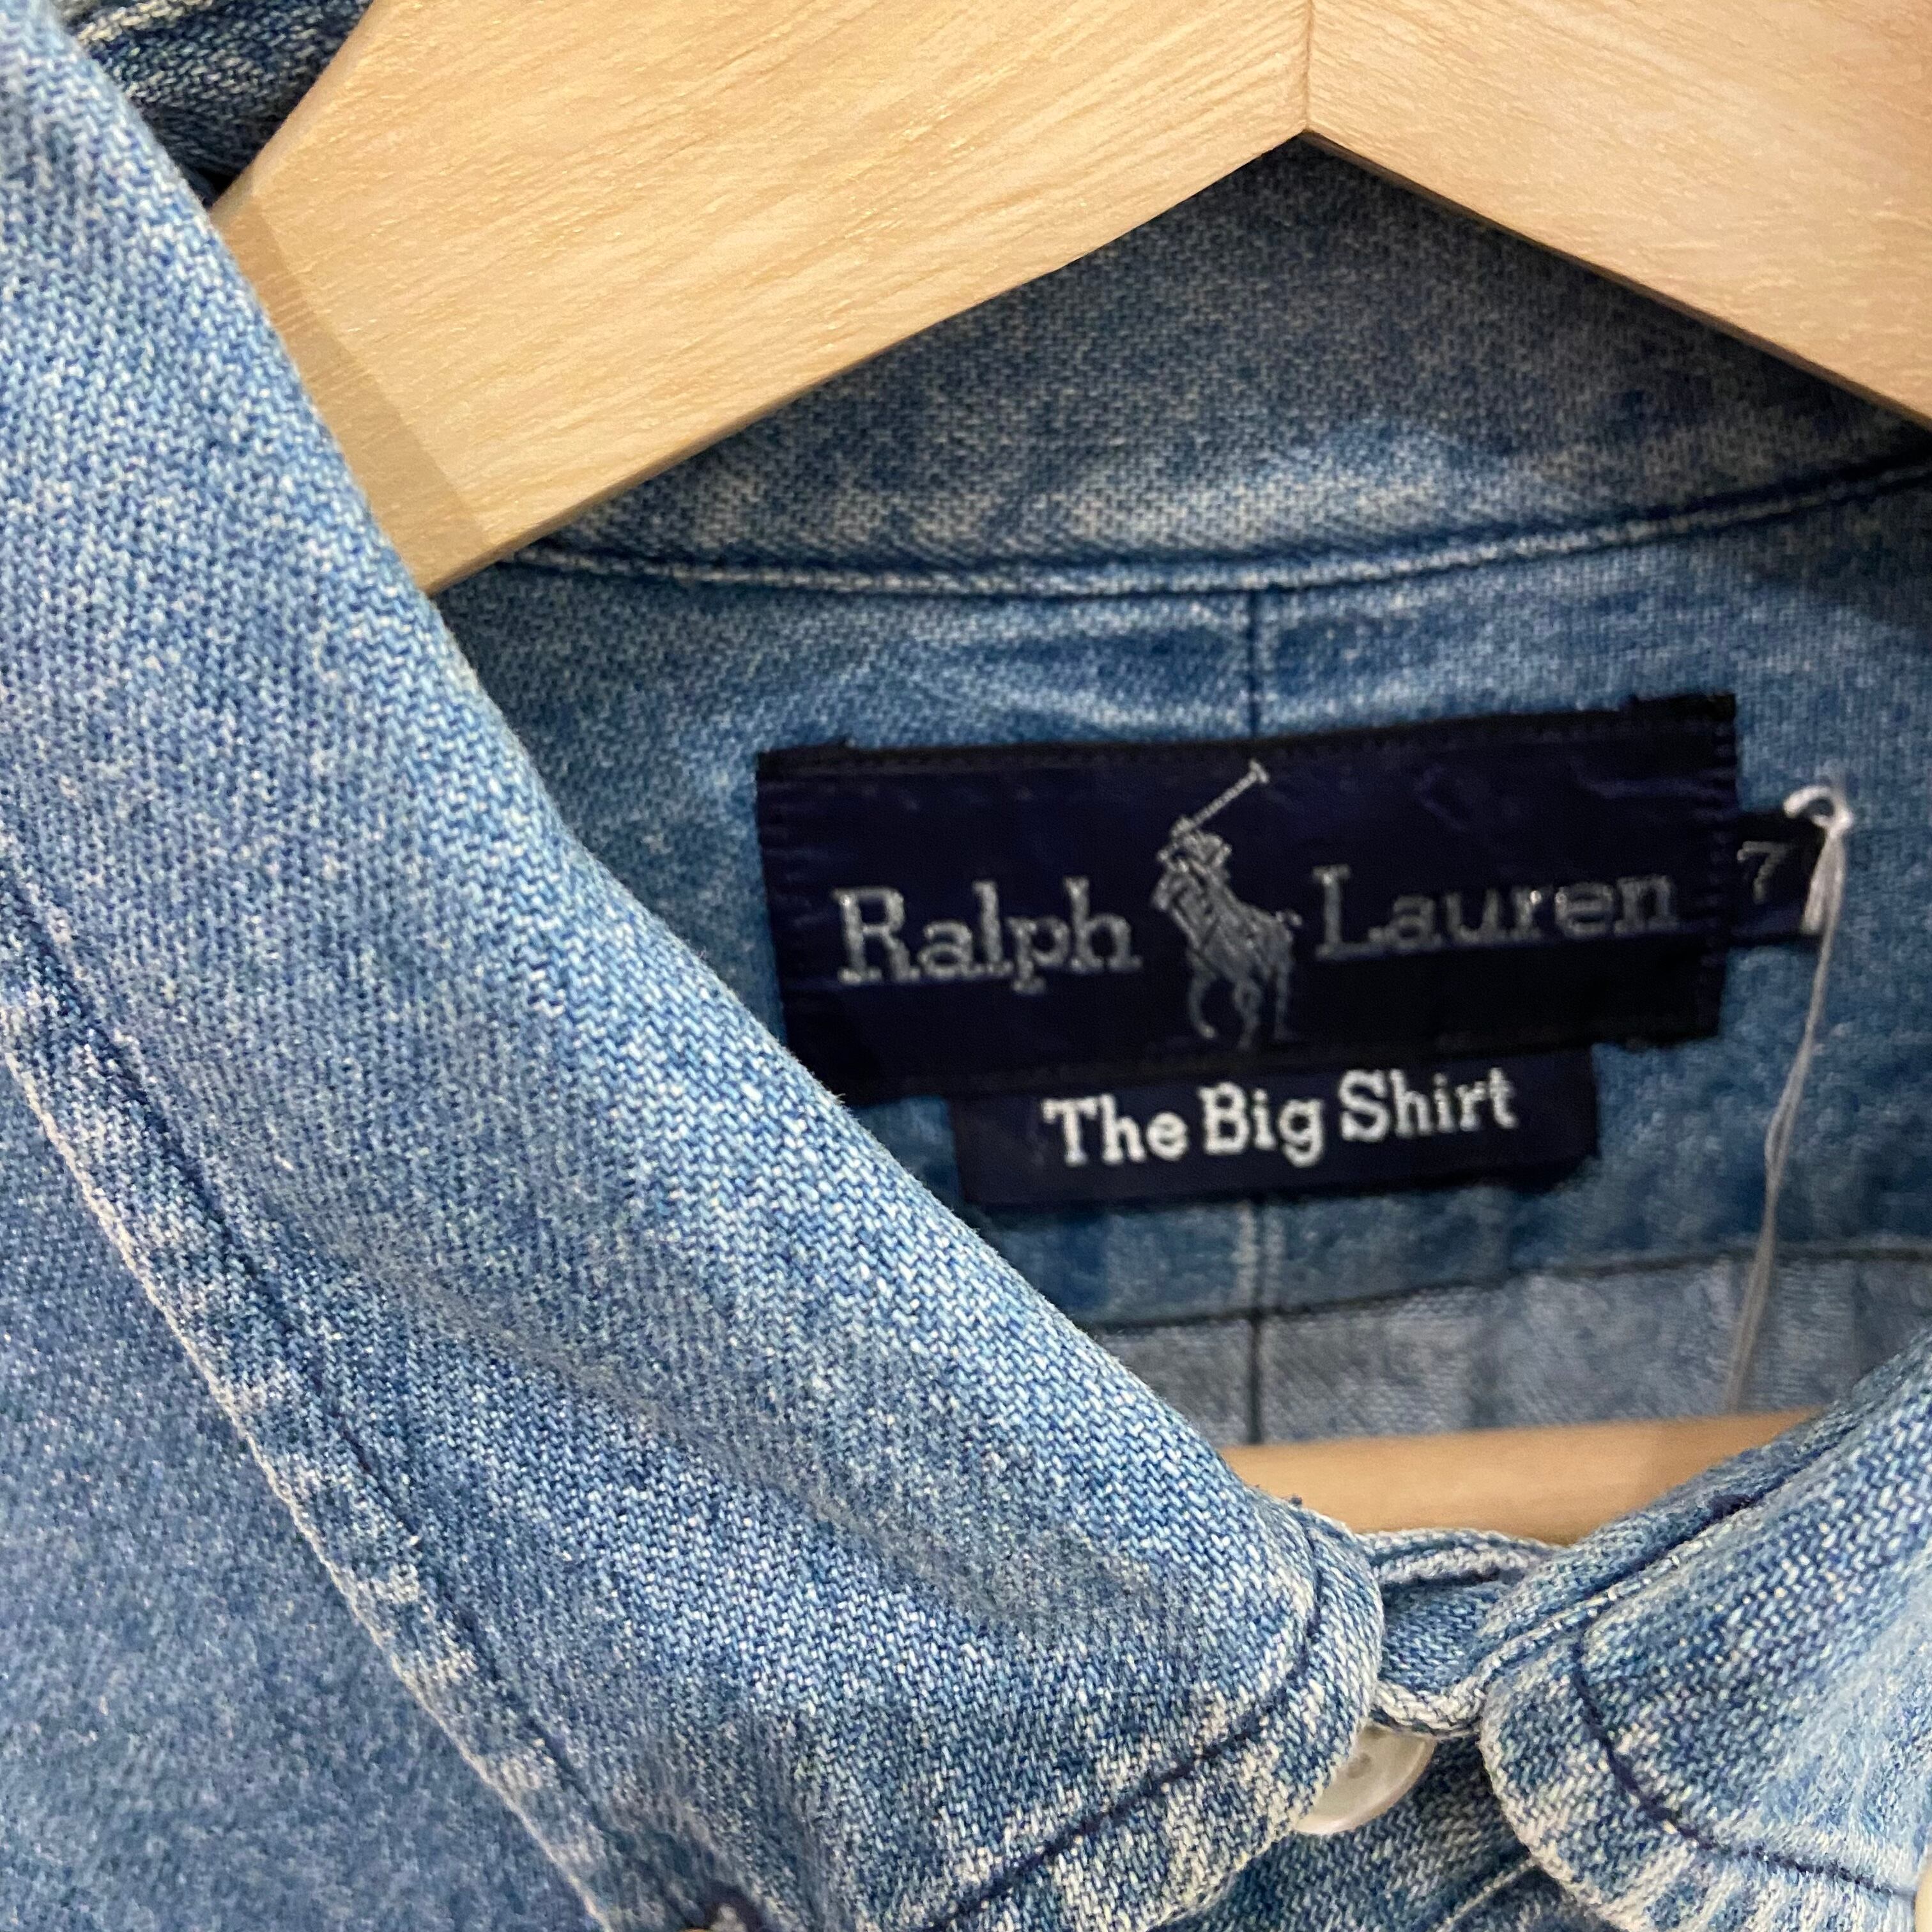 Ralph Lauren 7
The Big Shirt